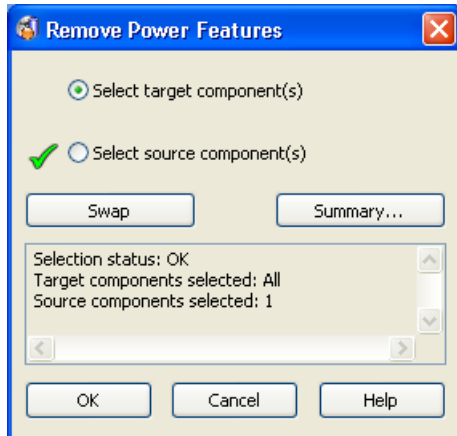 Remove Power Features
Select target component(s)
Select source component(s)
Swap
Summary...
Selection status: OK
Target components selected: All
Source components selected: 1
OK
Cancel
Help